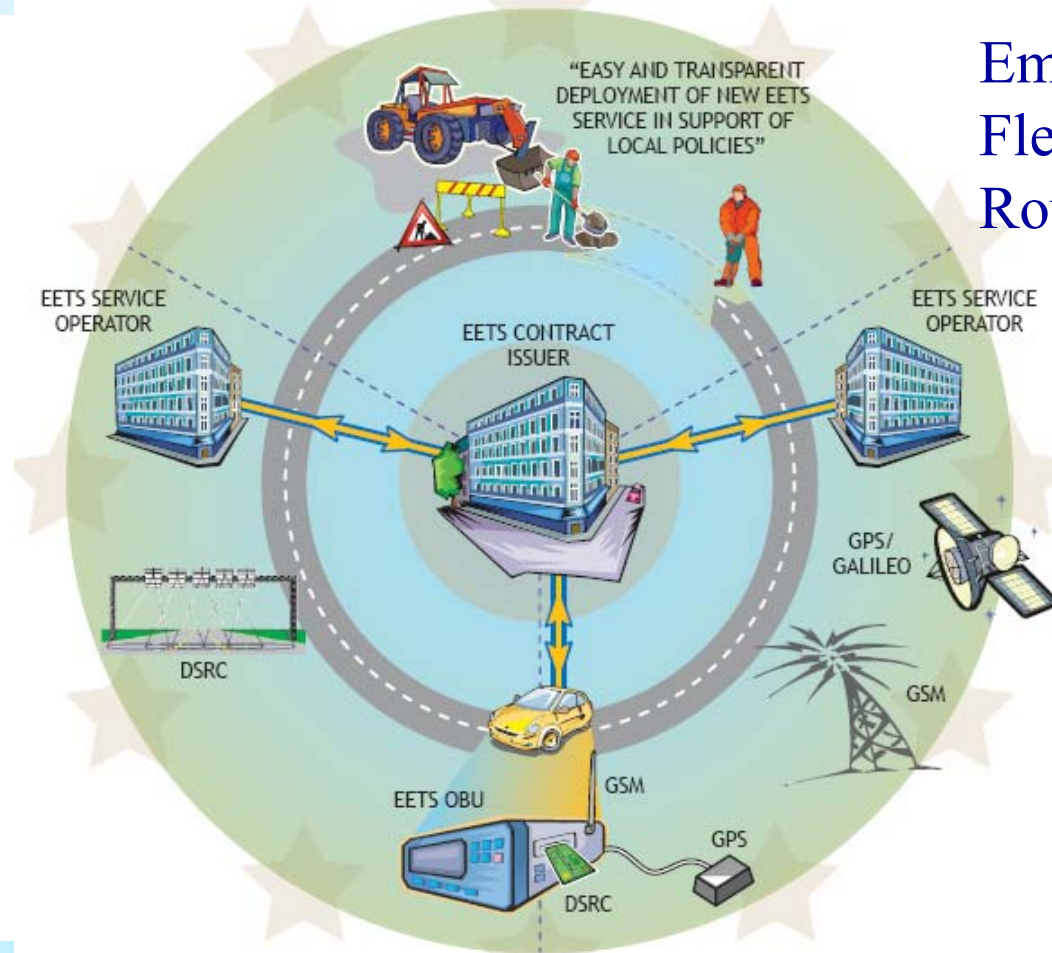 "EASY AND TRANSPARENT
DEPLOYMENT OF NEW EETS
SERVICE IN SUPPORT OF
LOCAL POLICIES"
Em
Fle
EETS SERVICE
OPERATOR
EETS CONTRACT
ISSUER
EETS SERVICE
OPERATOR
GPS/
GALILEO
DSRC
GSM
EETS OBU
GSM
GPS
DSRC